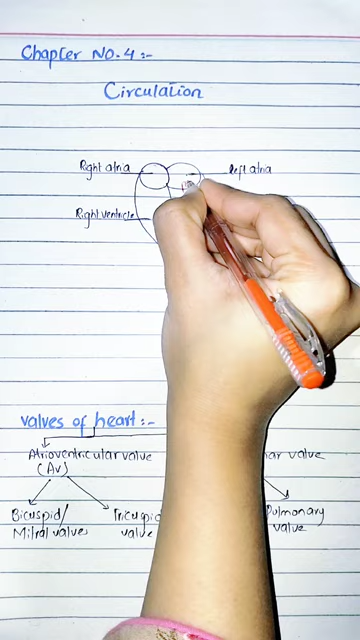 Chapter NO.4:-
Circulation
Right atria
left atria
Right ventricle
valves of heart:-
Atrioventricular valve
(AV)
Bicuspid/
Mitral valves
Tricuspid
valve
valve
Pulmonary
valve